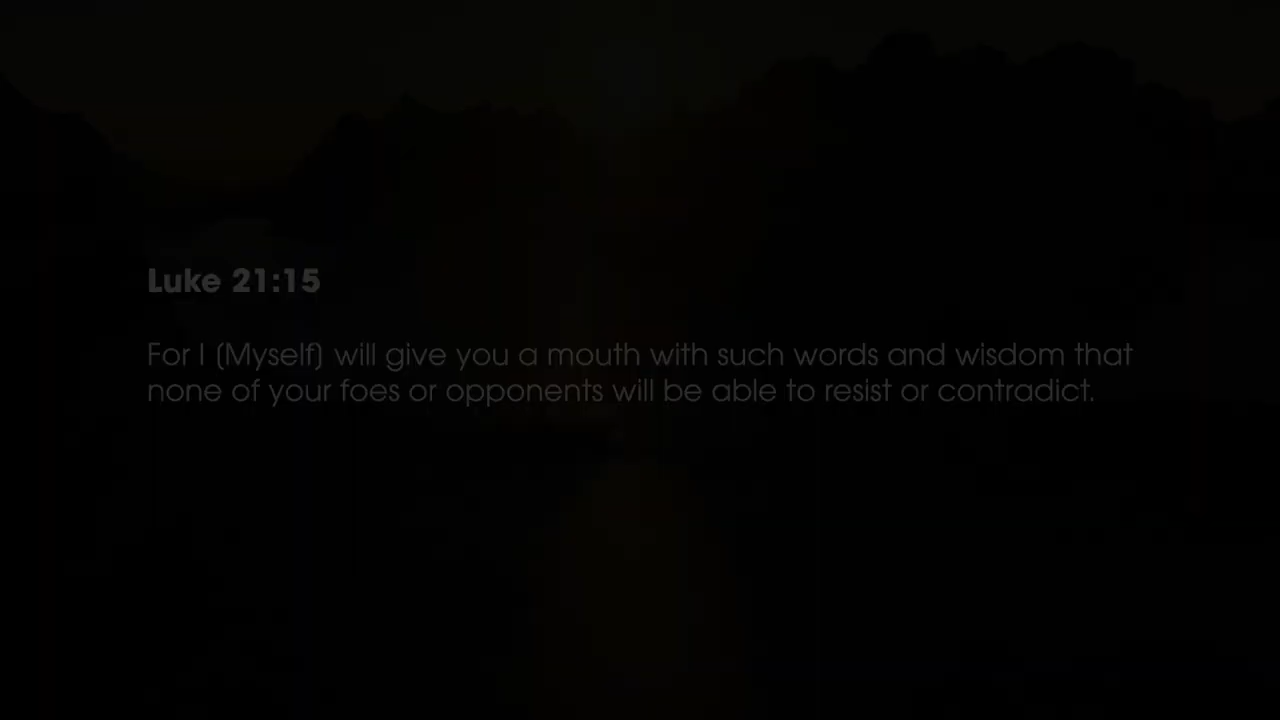 Luke 21:15
For I (Myself) will give you a mouth with such words and wisdom that
none of your foes or opponents will be able to resist or contradict.